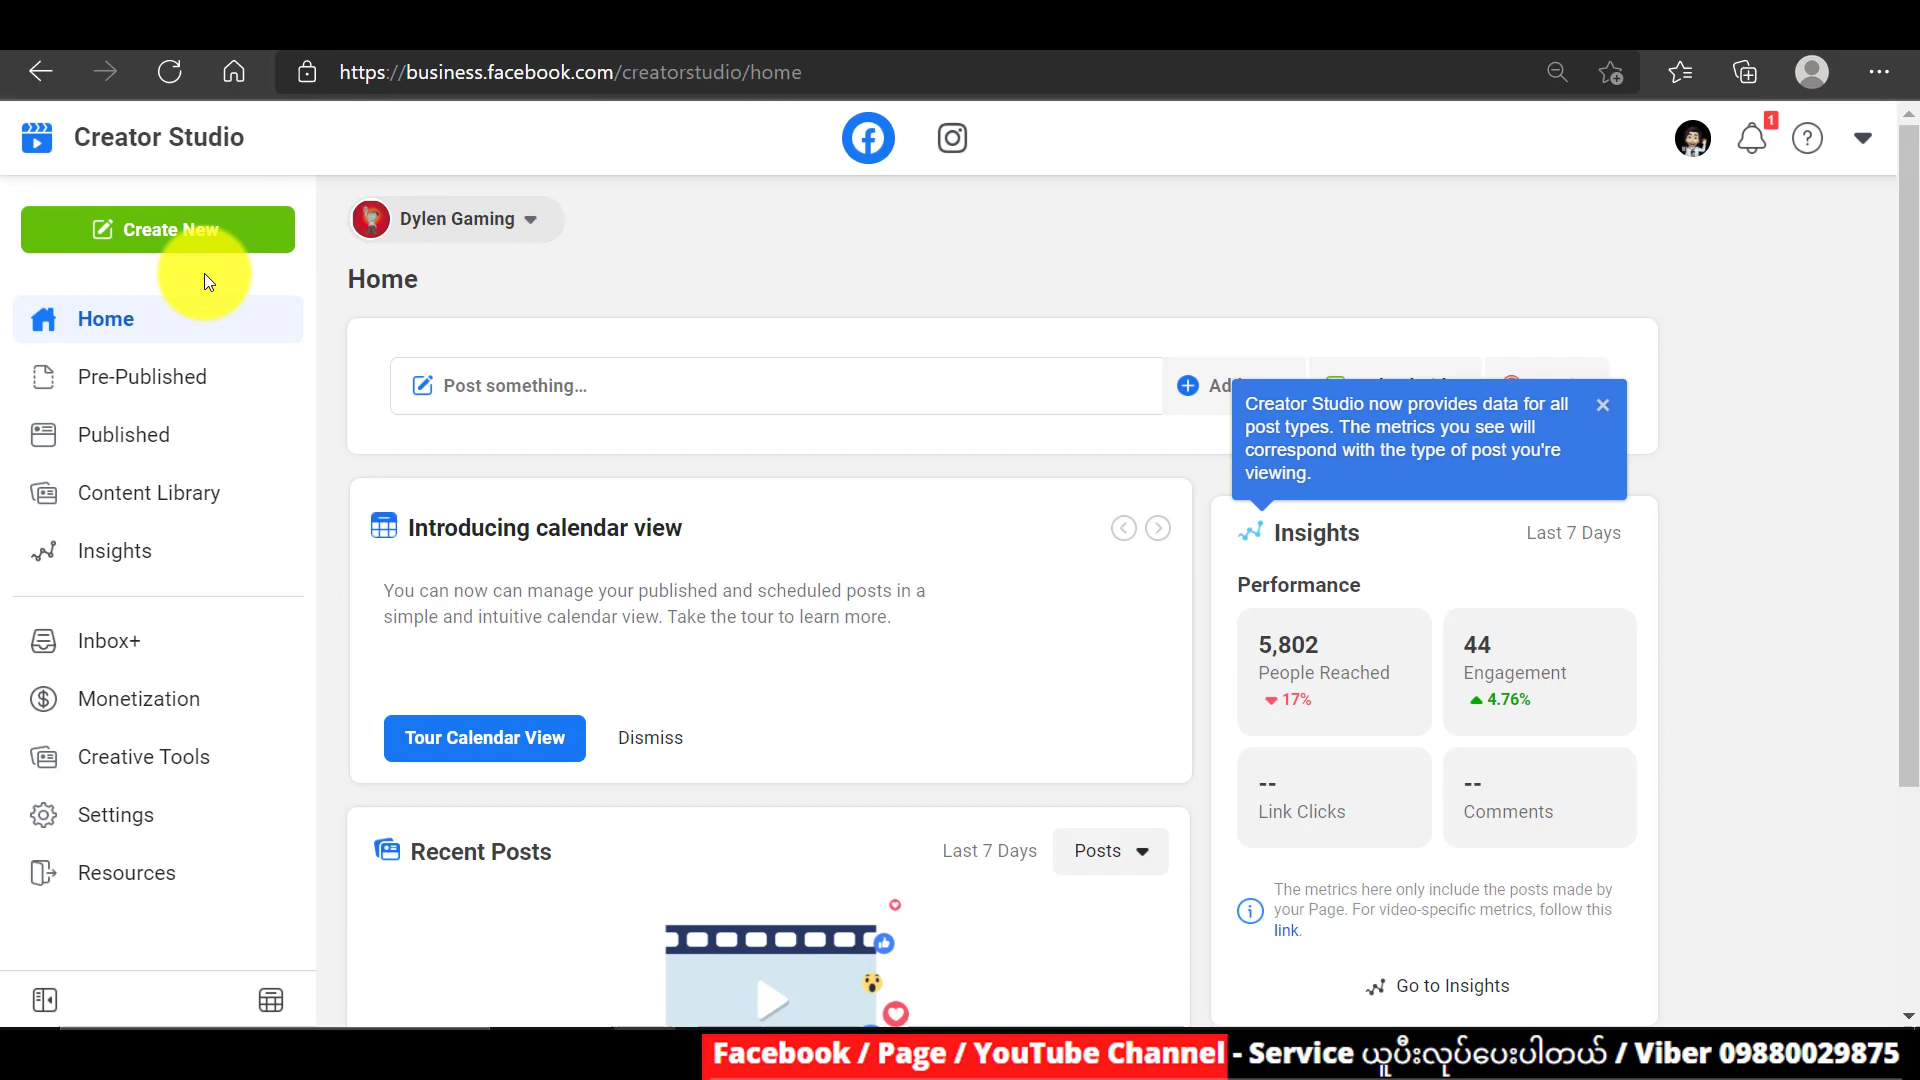 https://business.facebook.com/creatorstudio/home
Creator Studio
1
Create New
Home
Pre-Published
Published
Content Library
Insights
Inbox+
Monetization
Creative Tools
Settings
Resources
Dylen Gaming
Home
Post something...
Creator Studio now provides data for all
post types. The metrics you see will
correspond with the type of post you're
viewing.
Introducing calendar view
You can now can manage your published and scheduled posts in a
simple and intuitive calendar view. Take the tour to learn more.
Tour Calendar View
Dismiss
Recent Posts
Last 7 Days
Posts
Insights
Last 7 Days
Performance
5,802
People Reached
17%
44
Engagement
4.76%
--
Link Clicks
--
Comments
The metrics here only include the posts made by
your Page. For video-specific metrics, follow this
link.
Go to Insights
Facebook / Page / YouTube Channel - Service ယူပီးလုပ်ပေးပါတယ် / Viber 09880029875